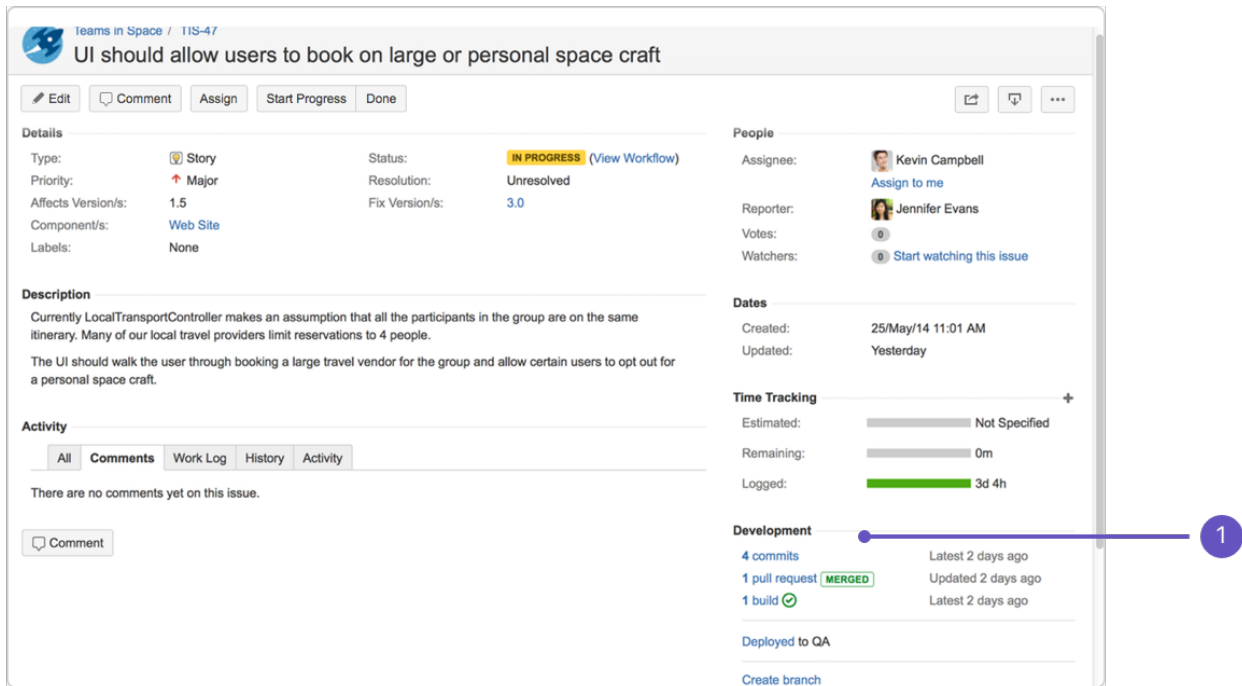 Teams in Space / TIS-47
UI should allow users to book on large or personal space craft
Edit Comment Assign Start Progress Done
Details
Type: Story Status: IN PROGRESS (View Workflow)
Priority: Major Resolution: Unresolved
Affects Version/s: 1.5 Fix Version/s: 3.0
Component/s: Web Site
Labels: None
Description
Currently LocalTransportController makes an assumption that all the participants in the group are on the same
itinerary. Many of our local travel providers limit reservations to 4 people.
The UI should walk the user through booking a large travel vendor for the group and allow certain users to opt out for
a personal space craft.
Activity
All Comments Work Log History Activity
There are no comments yet on this issue.
Comment
People
Assignee: Kevin Campbell
Assign to me
Reporter: Jennifer Evans
Votes: 0
Watchers: 0 Start watching this issue
Dates
Created: 25/May/14 11:01 AM
Updated: Yesterday
Time Tracking
Estimated: Not Specified
Remaining: 0m
Logged: 3d 4h
Development
4 commits Latest 2 days ago
1 pull request MERGED Updated 2 days ago
1 build Latest 2 days ago
Deployed to QA
Create branch
1